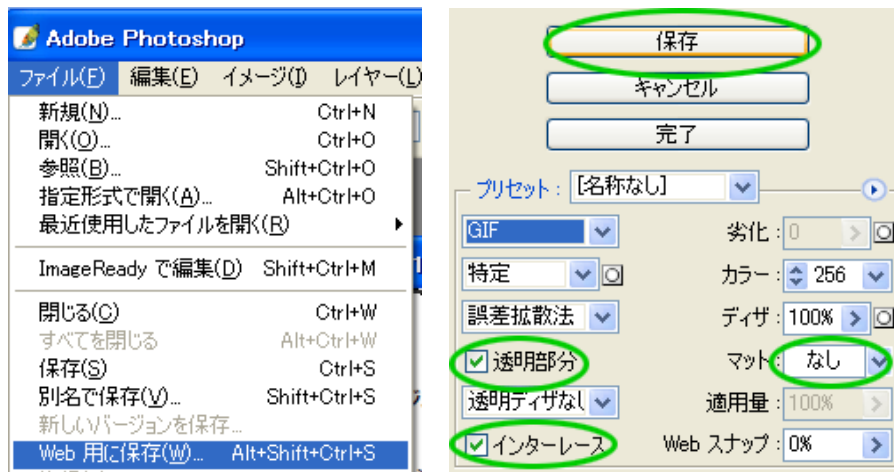 Adobe Photoshop
ファイル(F) 編集(E) イメージ(I) レイヤー(L)
新規(N)... Ctrl+N
開く(O)... Ctrl+O
参照(B)... Shift+Ctrl+O
指定形式で開く(A)... Alt+Ctrl+O
最近使用したファイルを開く(R)
ImageReady で編集(D) Shift+Ctrl+M
閉じる(C) Ctrl+W
すべてを閉じる Alt+Ctrl+W
保存(S) Ctrl+S
別名で保存(V)... Shift+Ctrl+S
新しいバージョンを保存...
Web 用に保存(W)... Alt+Shift+Ctrl+S
保存
キャンセル
完了
プリセット : [名称なし]
GIF 劣化 : 0
特定 カラー : 256
誤差拡散法 ディザ : 100%
透明部分 マット : なし
透明ディザなし 適用量 : 100%
インターレース Web スナップ : 0%